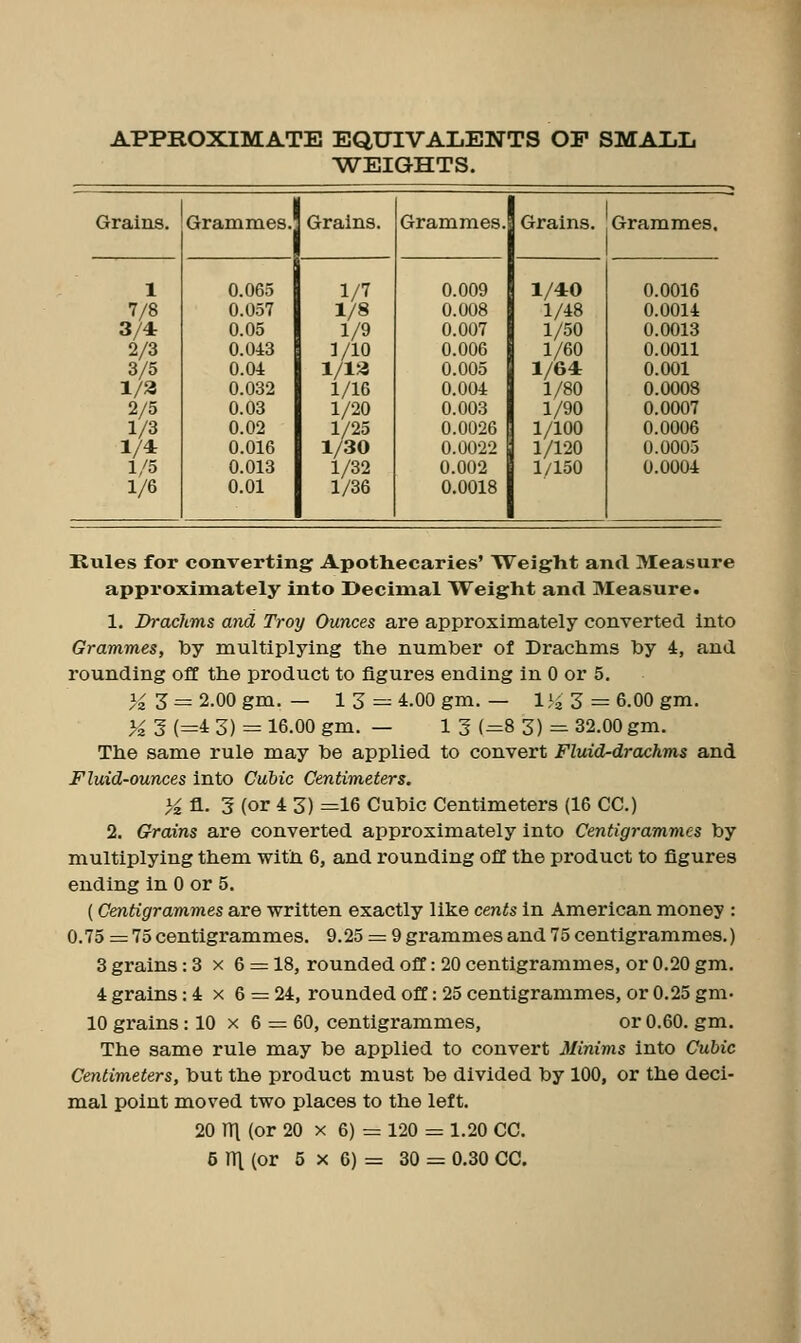 APPROXIMATE EQUIVALENTS OF SMALL
WEIGHTS.
Grains. Grammes. Grains. Grammes. Grains. Grammes.
1 0.065 1/7 0.009 1/40 0.0016
7/8 0.057 1/8 0.008 1/48 0.0014
3/4 0.05 1/9 0.007 1/50 0.0013
2/3 0.043 1/10 0.006 1/60 0.0011
3/5 0.04 1/12 0.005 1/64 0.001
1/2 0.032 1/16 0.004 1/80 0.0008
2/5 0.03 1/20 0.003 1/90 0.0007
1/3 0.02 1/25 0.0026 1/100 0.0006
1/4 0.016 1/30 0.0022 1/120 0.0005
1/5 0.013 1/32 0.002 1/150 0.0004
1/6 0.01 1/36 0.0018
Rules for converting Apothecaries' Weight and Measure
approximately into Decimal Weight and Measure.
1. Drachms and Troy Ounces are approximately converted into
Grammes, by multiplying the number of Drachms by 4, and
rounding off the product to figures ending in 0 or 5.
½ ʒ = 2.00 gm. — 1 ʒ = 4.00 gm. — 1½ ʒ = 6.00 gm.
½ ℥ (=4 ʒ) = 16.00 gm. — 1 ℥ (=8 ʒ) = 32.00 gm.
The same rule may be applied to convert Fluid-drachms and
Fluid-ounces into Cubic Centimeters.
½ fl. ℥ (or 4 ʒ) =16 Cubic Centimeters (16 CC.)
2. Grains are converted approximately into Centigrammes by
multiplying them with 6, and rounding off the product to figures
ending in 0 or 5.
( Centigrammes are written exactly like cents in American money :
0.75 = 75 centigrammes. 9.25 = 9 grammes and 75 centigrammes.)
3 grains : 3 x 6 = 18, rounded off : 20 centigrammes, or 0.20 gm.
4 grains : 4 x 6 = 24, rounded off : 25 centigrammes, or 0.25 gm.
10 grains : 10 x 6 = 60, centigrammes, or 0.60. gm.
The same rule may be applied to convert Minims into Cubic
Centimeters, but the product must be divided by 100, or the deci-
mal point moved two places to the left.
20 ♏ (or 20 x 6) = 120 = 1.20 CC.
5 ♏ (or 5 x 6) = 30 = 0.30 CC.